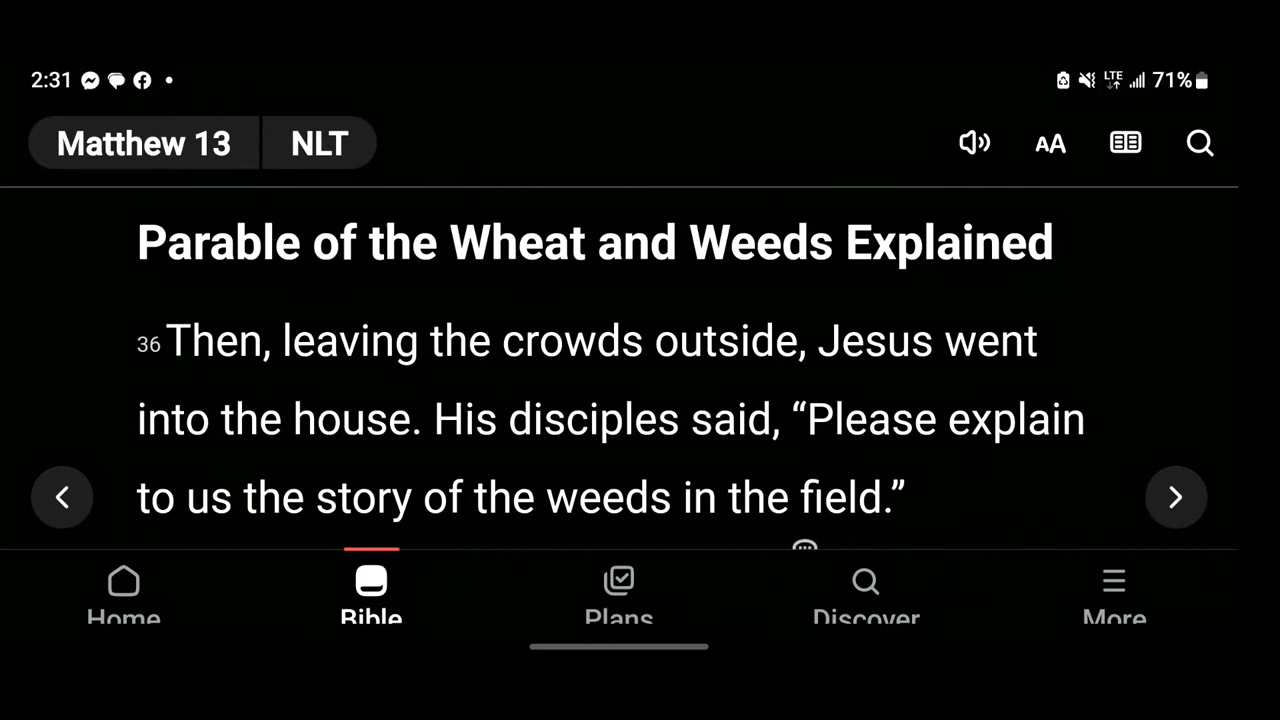 2:31
LTE 71%
Matthew 13 NLT
AA
Parable of the Wheat and Weeds Explained
36 Then, leaving the crowds outside, Jesus went
into the house. His disciples said, “Please explain
to us the story of the weeds in the field.”
Home Bible Plans Discover More